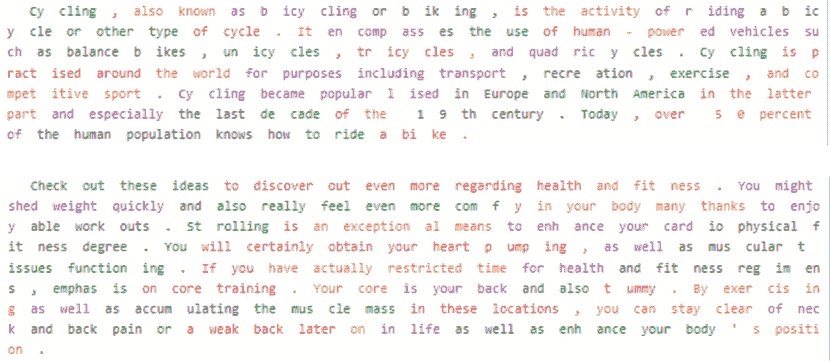 Cy cling , also known as b icy cling or b ik ing , is the activity of r iding a b ic
y cle or other type of cycle . It en comp ass es the use of human - power ed vehicles su
ch as balance b ikes , un icy cles , tr icy cles , and quad ric y cles . Cy cling is p
ract ised around the world for purposes including transport , recre ation , exercise , and co
mpet itive sport . Cy cling became popular l ised in Europe and North America in the latter
part and especially the last de cade of the 1 9 th century . Today , over 5 0 percent
of the human population knows how to ride a bi ke .
Check out these ideas to discover out even more regarding health and fit ness . You might
shed weight quickly and also really feel even more com f y in your body many thanks to enjo
y able work outs . St rolling is an exception al means to enh ance your card io physical f
it ness degree . You will certainly obtain your heart p ump ing , as well as mus cular t
issues function ing . If you have actually restricted time for health and fit ness reg im en
s , emphas is on core training . Your core is your back and also t ummy . By exer cis in
g as well as accum ulating the mus cle mass in these locations , you can stay clear of nec
k and back pain or a weak back later on in life as well as enh ance your body ' s positi
on .